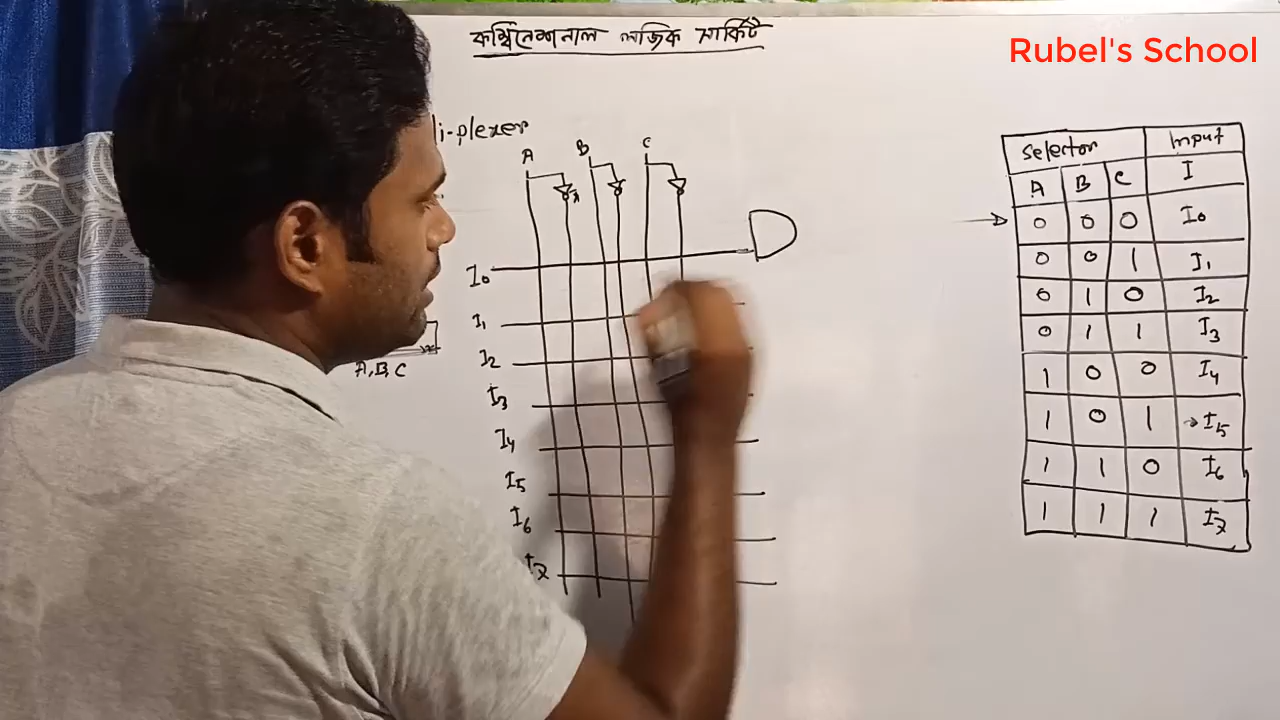 কম্বিনেশানাল লজিক সার্কিট
Rubel's School
i-plexer
A B C
A, B, C
I0
I1
I2
I3
I4
I5
I6
I7
Selector Input
A B C I
0 0 0 I0
0 0 1 I1
0 1 0 I2
0 1 1 I3
1 0 0 I4
1 0 1 I5
1 1 0 I6
1 1 1 I7